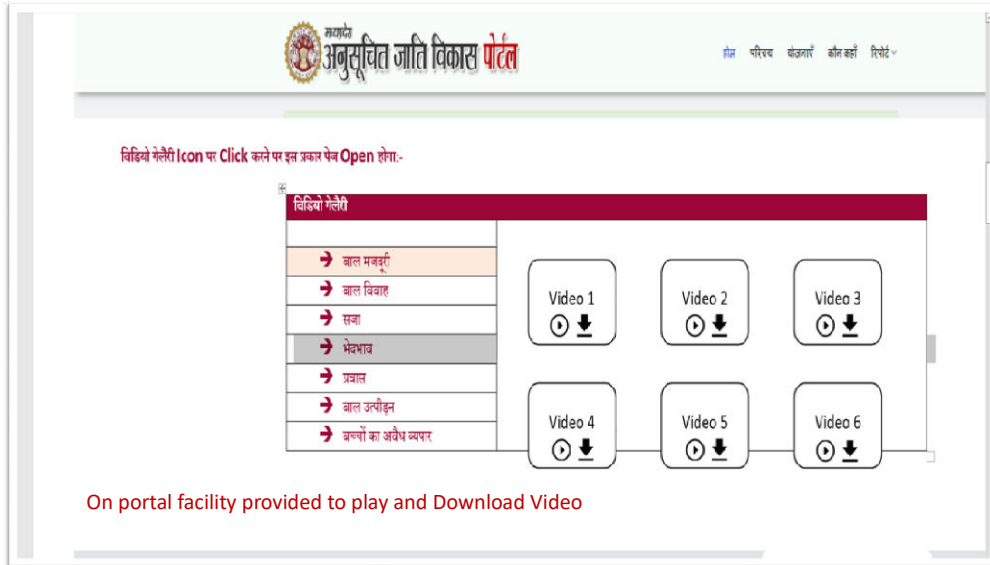 मध्यप्रदेश
अनुसूचित जाति विकास पोर्टल
होम परिचय योजनाएँ कौन कहाँ रिपोर्ट
विडियो गेलैरी Icon पर Click करने पर इस प्रकार पेज Open होगा:-
विडियो गेलैरी
बाल मजबूरी
बाल विवाह
सजा
भेदभाव
प्रवास
बाल उत्पीड़न
बच्चों का अवैध व्यपार
Video 1 Video 2 Video 3
Video 4 Video 5 Video 6
On portal facility provided to play and Download Video